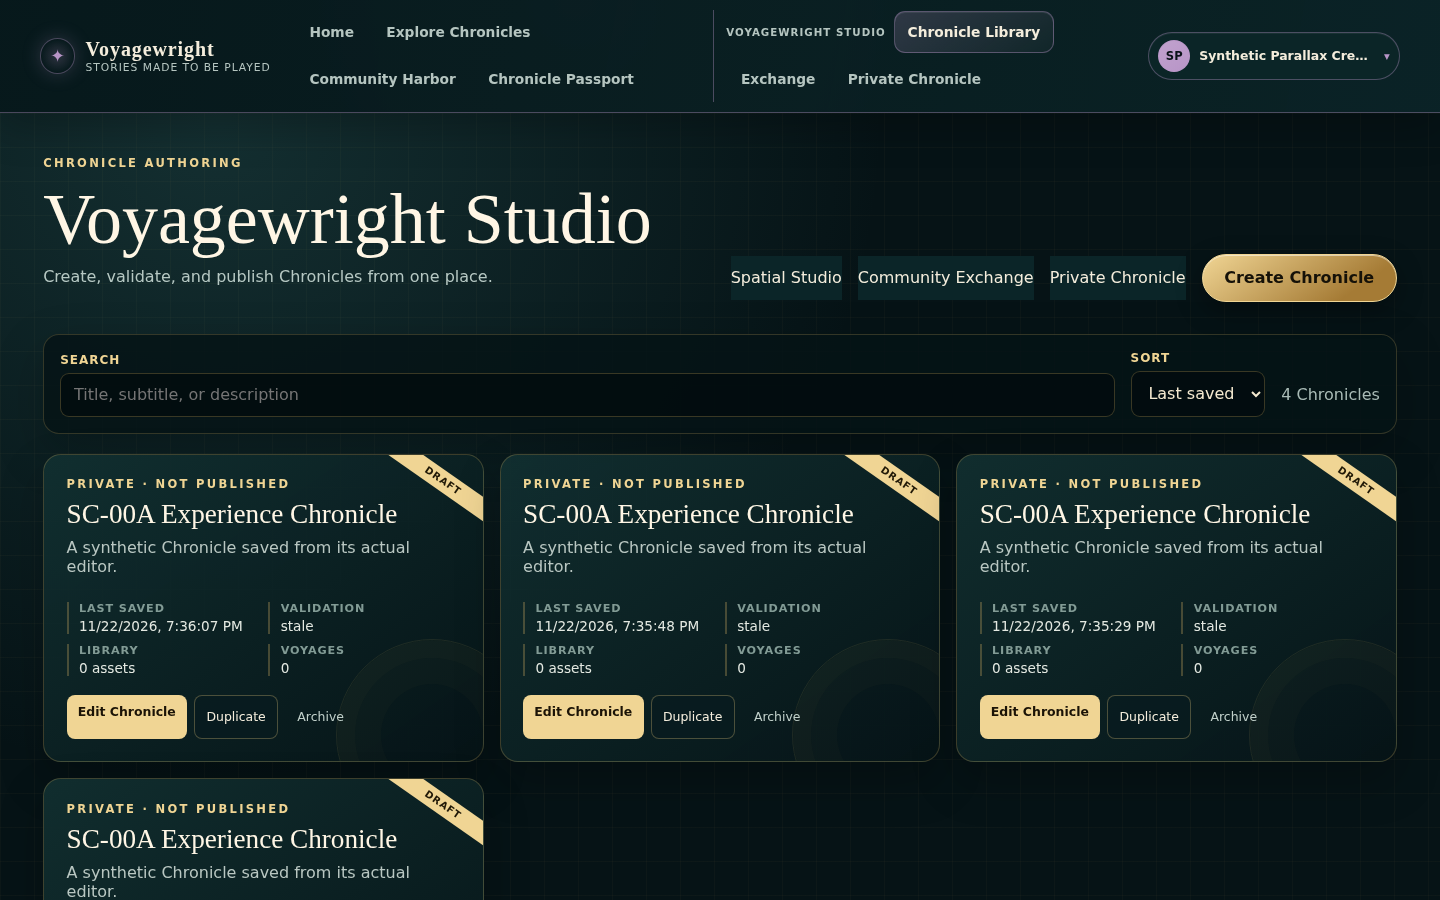 Voyagewright
STORIES MADE TO BE PLAYED
Home
Explore Chronicles
Community Harbor
Chronicle Passport
VOYAGEWRIGHT STUDIO
Chronicle Library
Exchange
Private Chronicle
SP
Synthetic Parallax Cre…
CHRONICLE AUTHORING
Voyagewright Studio
Create, validate, and publish Chronicles from one place.
Spatial Studio
Community Exchange
Private Chronicle
Create Chronicle
SEARCH
Title, subtitle, or description
SORT
Last saved
4 Chronicles
DRAFT
PRIVATE · NOT PUBLISHED
SC-00A Experience Chronicle
A synthetic Chronicle saved from its actual
editor.
LAST SAVED
11/22/2026, 7:36:07 PM
VALIDATION
stale
LIBRARY
0 assets
VOYAGES
0
Edit Chronicle
Duplicate
Archive
DRAFT
PRIVATE · NOT PUBLISHED
SC-00A Experience Chronicle
A synthetic Chronicle saved from its actual
editor.
LAST SAVED
11/22/2026, 7:35:48 PM
VALIDATION
stale
LIBRARY
0 assets
VOYAGES
0
Edit Chronicle
Duplicate
Archive
DRAFT
PRIVATE · NOT PUBLISHED
SC-00A Experience Chronicle
A synthetic Chronicle saved from its actual
editor.
LAST SAVED
11/22/2026, 7:35:29 PM
VALIDATION
stale
LIBRARY
0 assets
VOYAGES
0
Edit Chronicle
Duplicate
Archive
DRAFT
PRIVATE · NOT PUBLISHED
SC-00A Experience Chronicle
A synthetic Chronicle saved from its actual
editor.